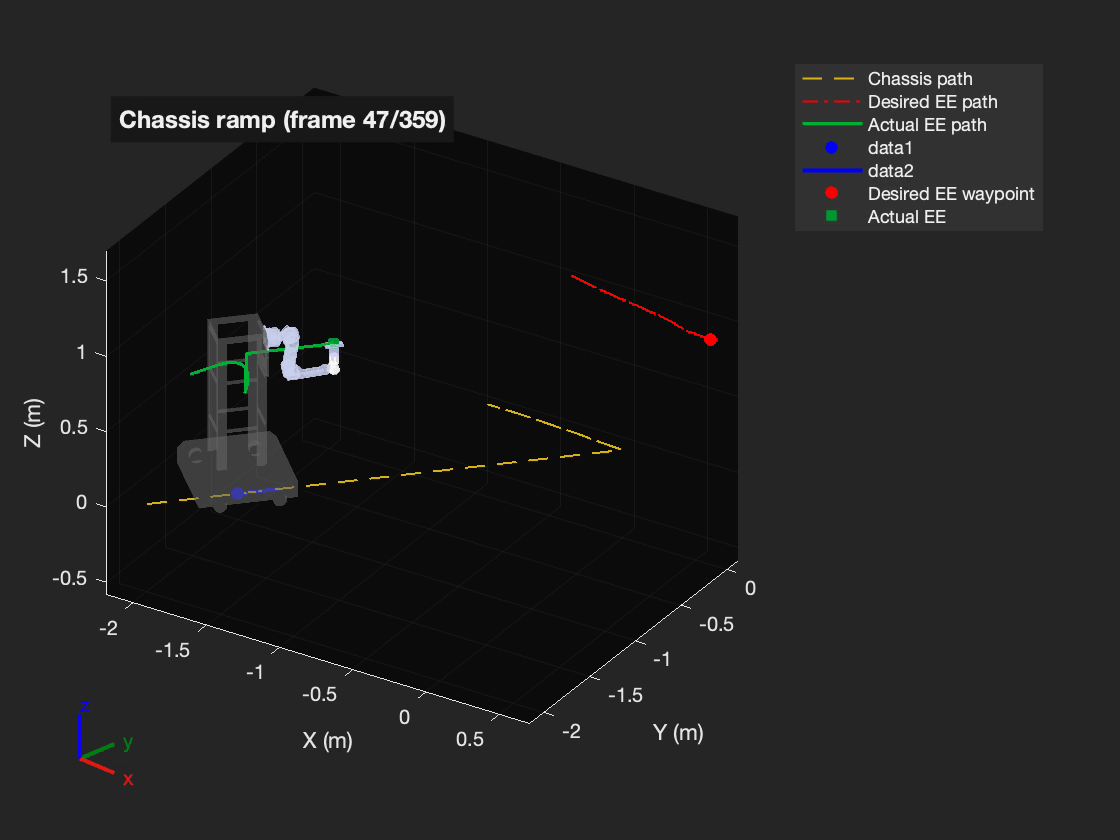 Chassis ramp (frame 47/359)
Chassis path
Desired EE path
Actual EE path
data1
data2
Desired EE waypoint
Actual EE
1.5
1
0.5
0
-0.5
Z (m)
-2
-1.5
-1
-0.5
0
0.5
X (m)
0
-0.5
-1
-1.5
-2
Y (m)
z
y
x